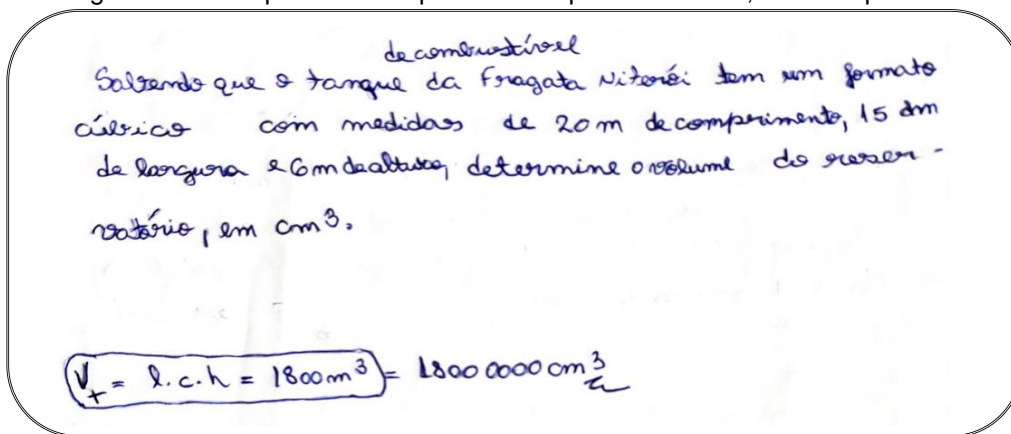 de combustível
Sabendo que o tanque da Fragata Niterói tem um formato
cúbico com medidas de 20 m de comprimento, 15 dm
de largura e 6 m de altura, determine o volume do reser-
vatório, em cm³.
V_t = l.c.h = 1800 m³ = 1800 0000 cm³